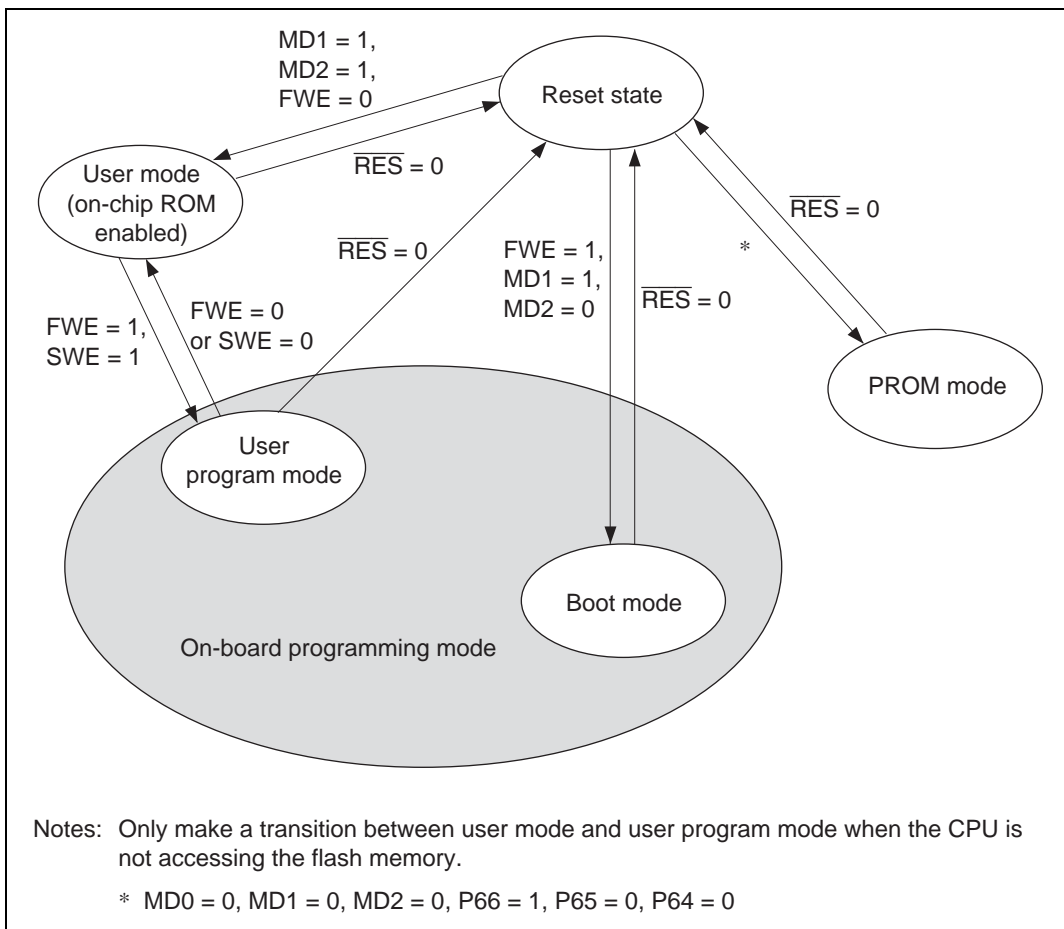 MD1 = 1,
MD2 = 1,
FWE = 0
Reset state
RES = 0
User mode
(on-chip ROM
enabled)
RES = 0
RES = 0
*
FWE = 1,
MD1 = 1,
MD2 = 0
RES = 0
FWE = 1,
SWE = 1
FWE = 0
or SWE = 0
PROM mode
User
program mode
Boot mode
On-board programming mode
Notes: Only make a transition between user mode and user program mode when the CPU is
not accessing the flash memory.
* MD0 = 0, MD1 = 0, MD2 = 0, P66 = 1, P65 = 0, P64 = 0